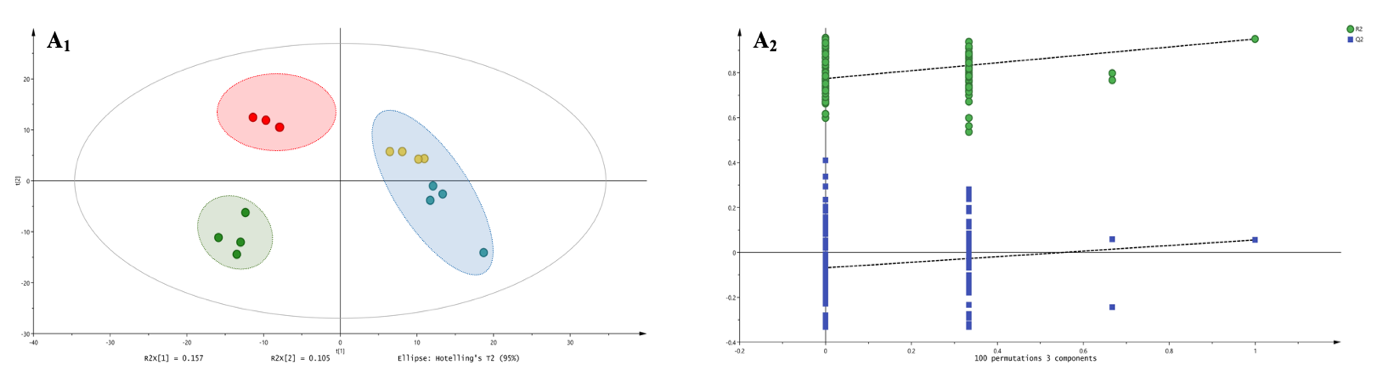 A1
t[2]
20
10
0
-10
-20
-30
-40
-30
-20
-10
0
10
20
30
t[1]
R2X[1] = 0.157
R2X[2] = 0.105
Ellipse: Hotelling's T2 (95%)
A2
R2
Q2
0.8
0.6
0.4
0.2
0
-0.2
-0.4
-0.2
0
0.2
0.4
0.6
0.8
1
100 permutations 3 components